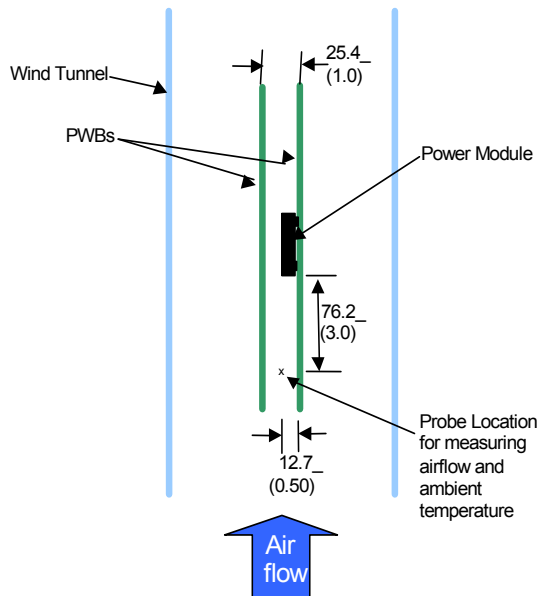 25.4_
(1.0)
Wind Tunnel
PWBs
Power Module
76.2_
(3.0)
x
Probe Location
for measuring
airflow and
ambient
temperature
12.7_
(0.50)
Air
flow